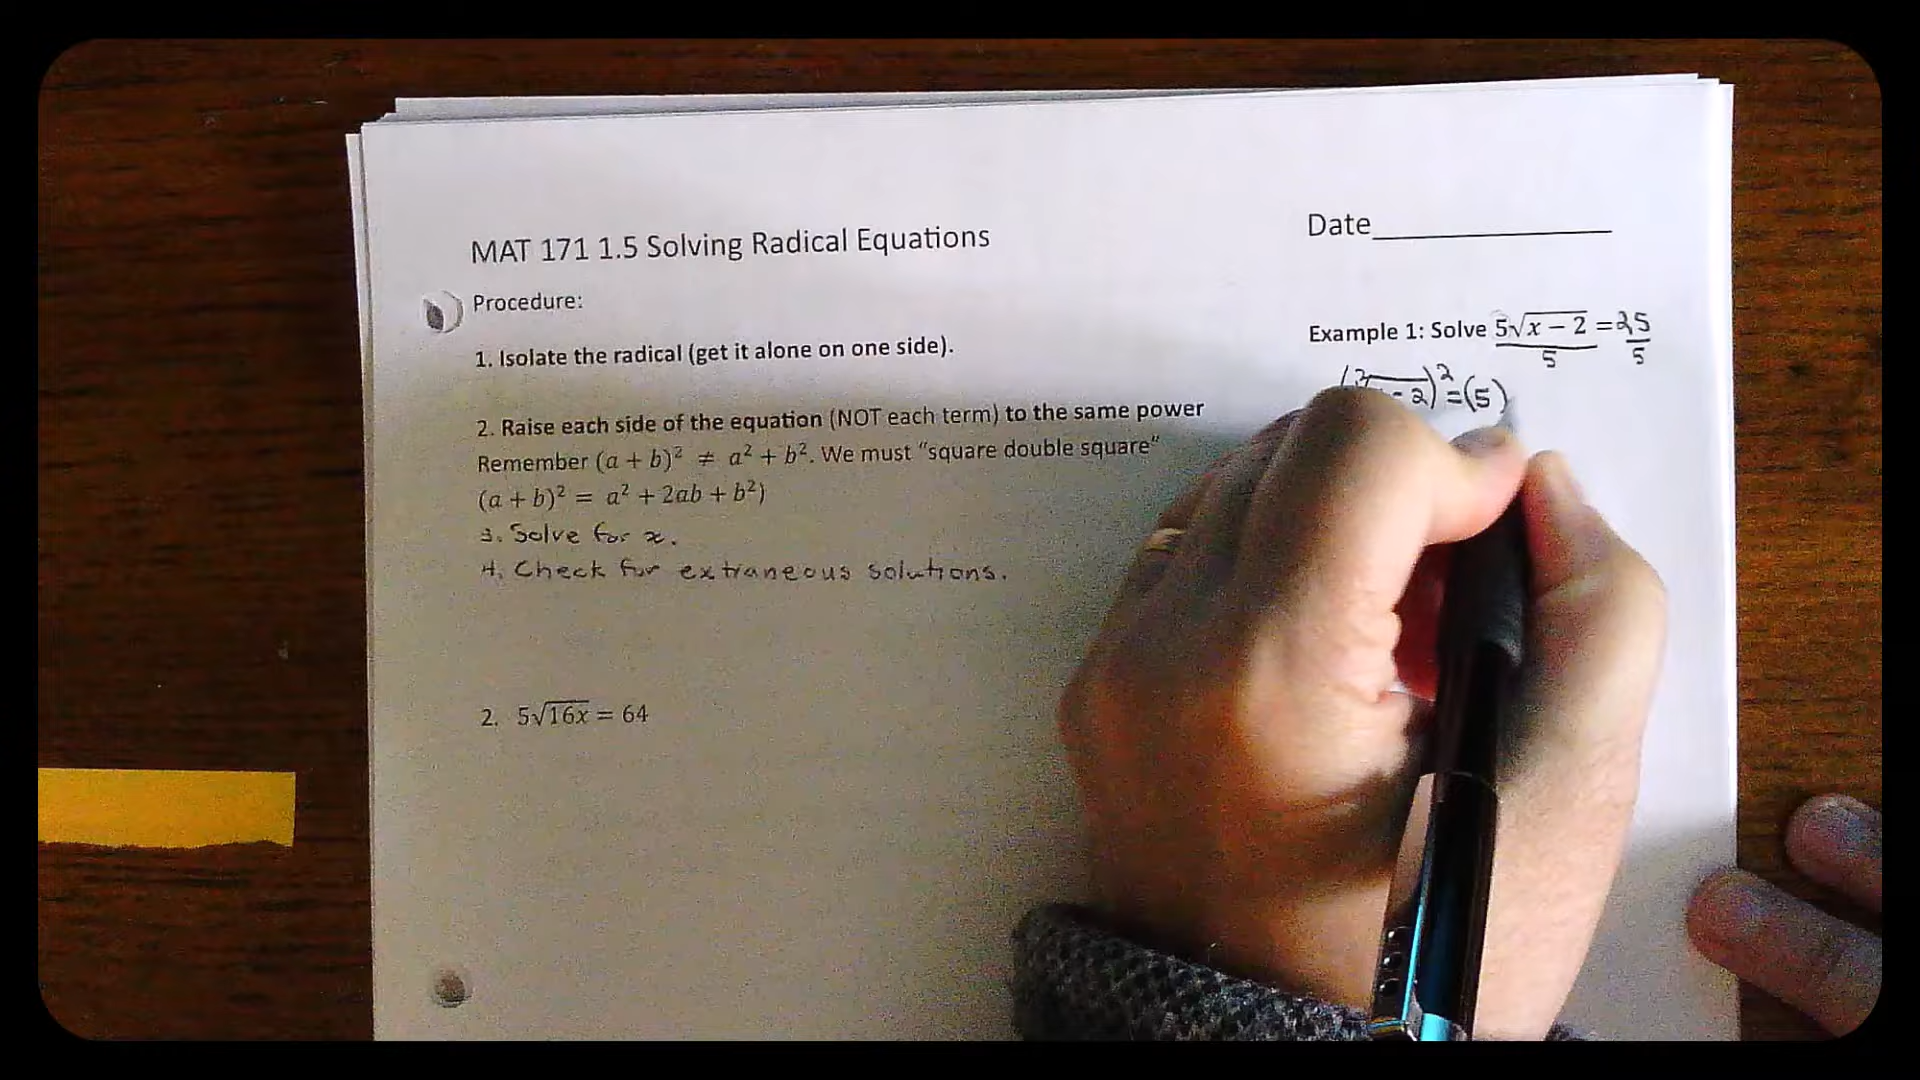 MAT 171 1.5 Solving Radical Equations
Date______________
Procedure:
1. Isolate the radical (get it alone on one side).
2. Raise each side of the equation (NOT each term) to the same power
Remember (a + b)² ≠ a² + b². We must “square double square”
(a + b)² = a² + 2ab + b²)
3. Solve for x.
4. Check for extraneous solutions.
2. 5√16x = 64
Example 1: Solve 5√x − 2 = 25
5 5
- 2)² = (5)